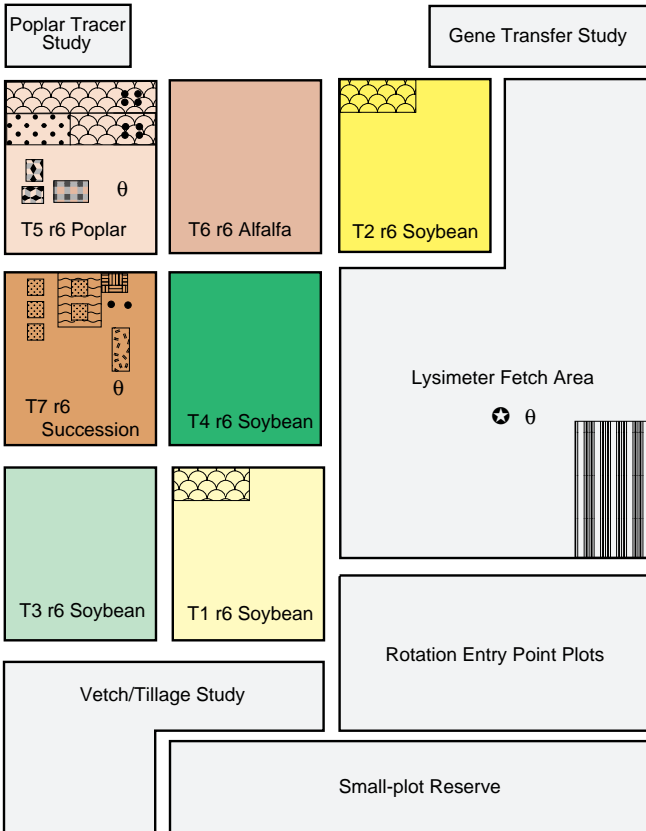 Poplar Tracer
Study
Gene Transfer Study
θ
T5 r6 Poplar
T6 r6 Alfalfa
T2 r6 Soybean
θ
T7 r6
Succession
T4 r6 Soybean
Lysimeter Fetch Area
θ
T3 r6 Soybean
T1 r6 Soybean
Rotation Entry Point Plots
Vetch/Tillage Study
Small-plot Reserve